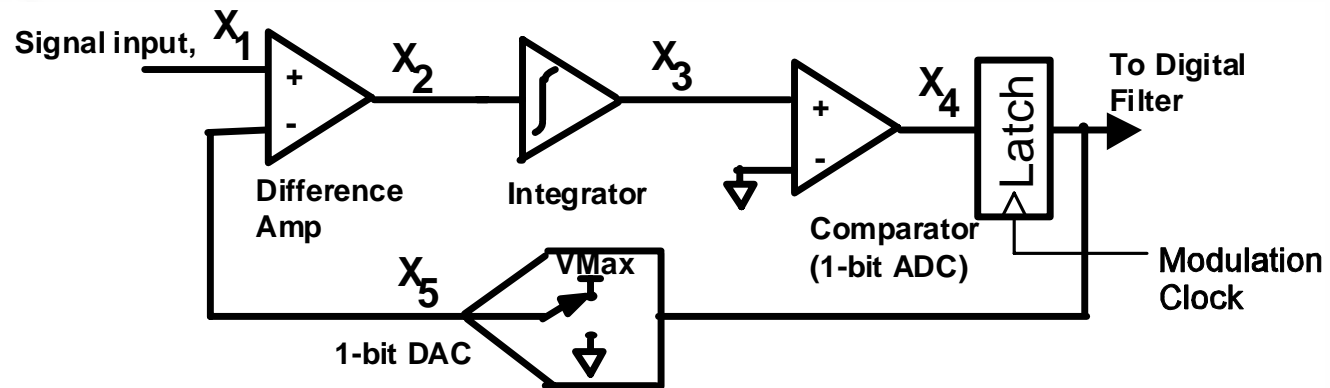 Signal input,
X1
X2
X3
X4
To Digital
Filter
+
-
+
-
Latch
Difference
Amp
Integrator
Comparator
(1-bit ADC)
Modulation
Clock
VMax
X5
1-bit DAC